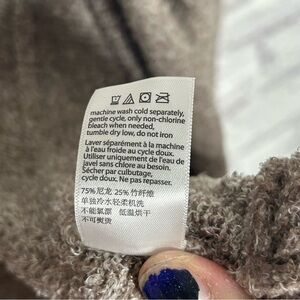 machine wash cold separately,
gentle cycle, only non-chlorine
bleach when needed,
tumble dry low, do not iron
Laver séparément à la machine
à l'eau froide au cycle doux.
Utiliser uniquement de l'eau de
javel sans chlore au besoin.
Sécher par culbutage,
cycle doux. Ne pas repasser.
75% 尼龙 25% 竹纤维
单独冷水轻柔机洗
不能氯漂 低温烘干
不可熨烫